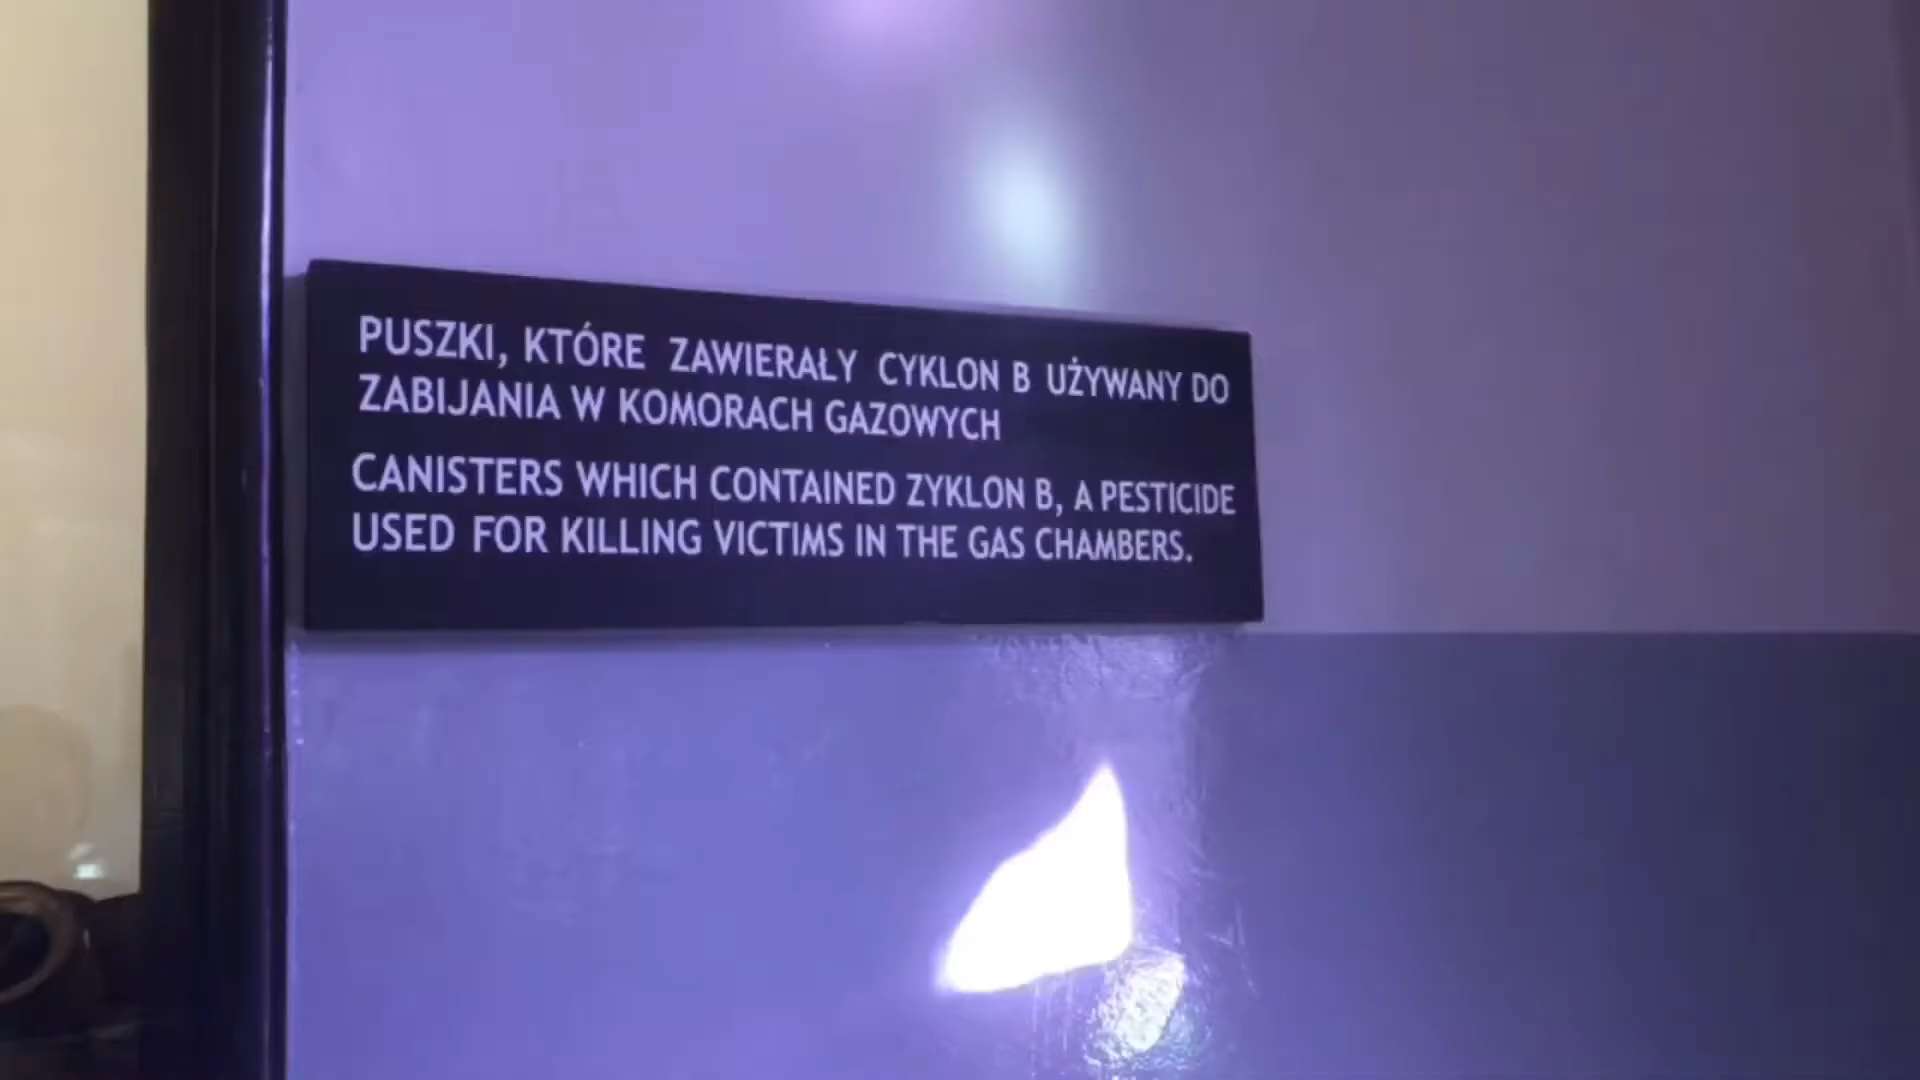 PUSZKI, KTÓRE ZAWIERAŁY CYKLON B UŻYWANY DO
ZABIJANIA W KOMORACH GAZOWYCH
CANISTERS WHICH CONTAINED ZYKLON B, A PESTICIDE
USED FOR KILLING VICTIMS IN THE GAS CHAMBERS.